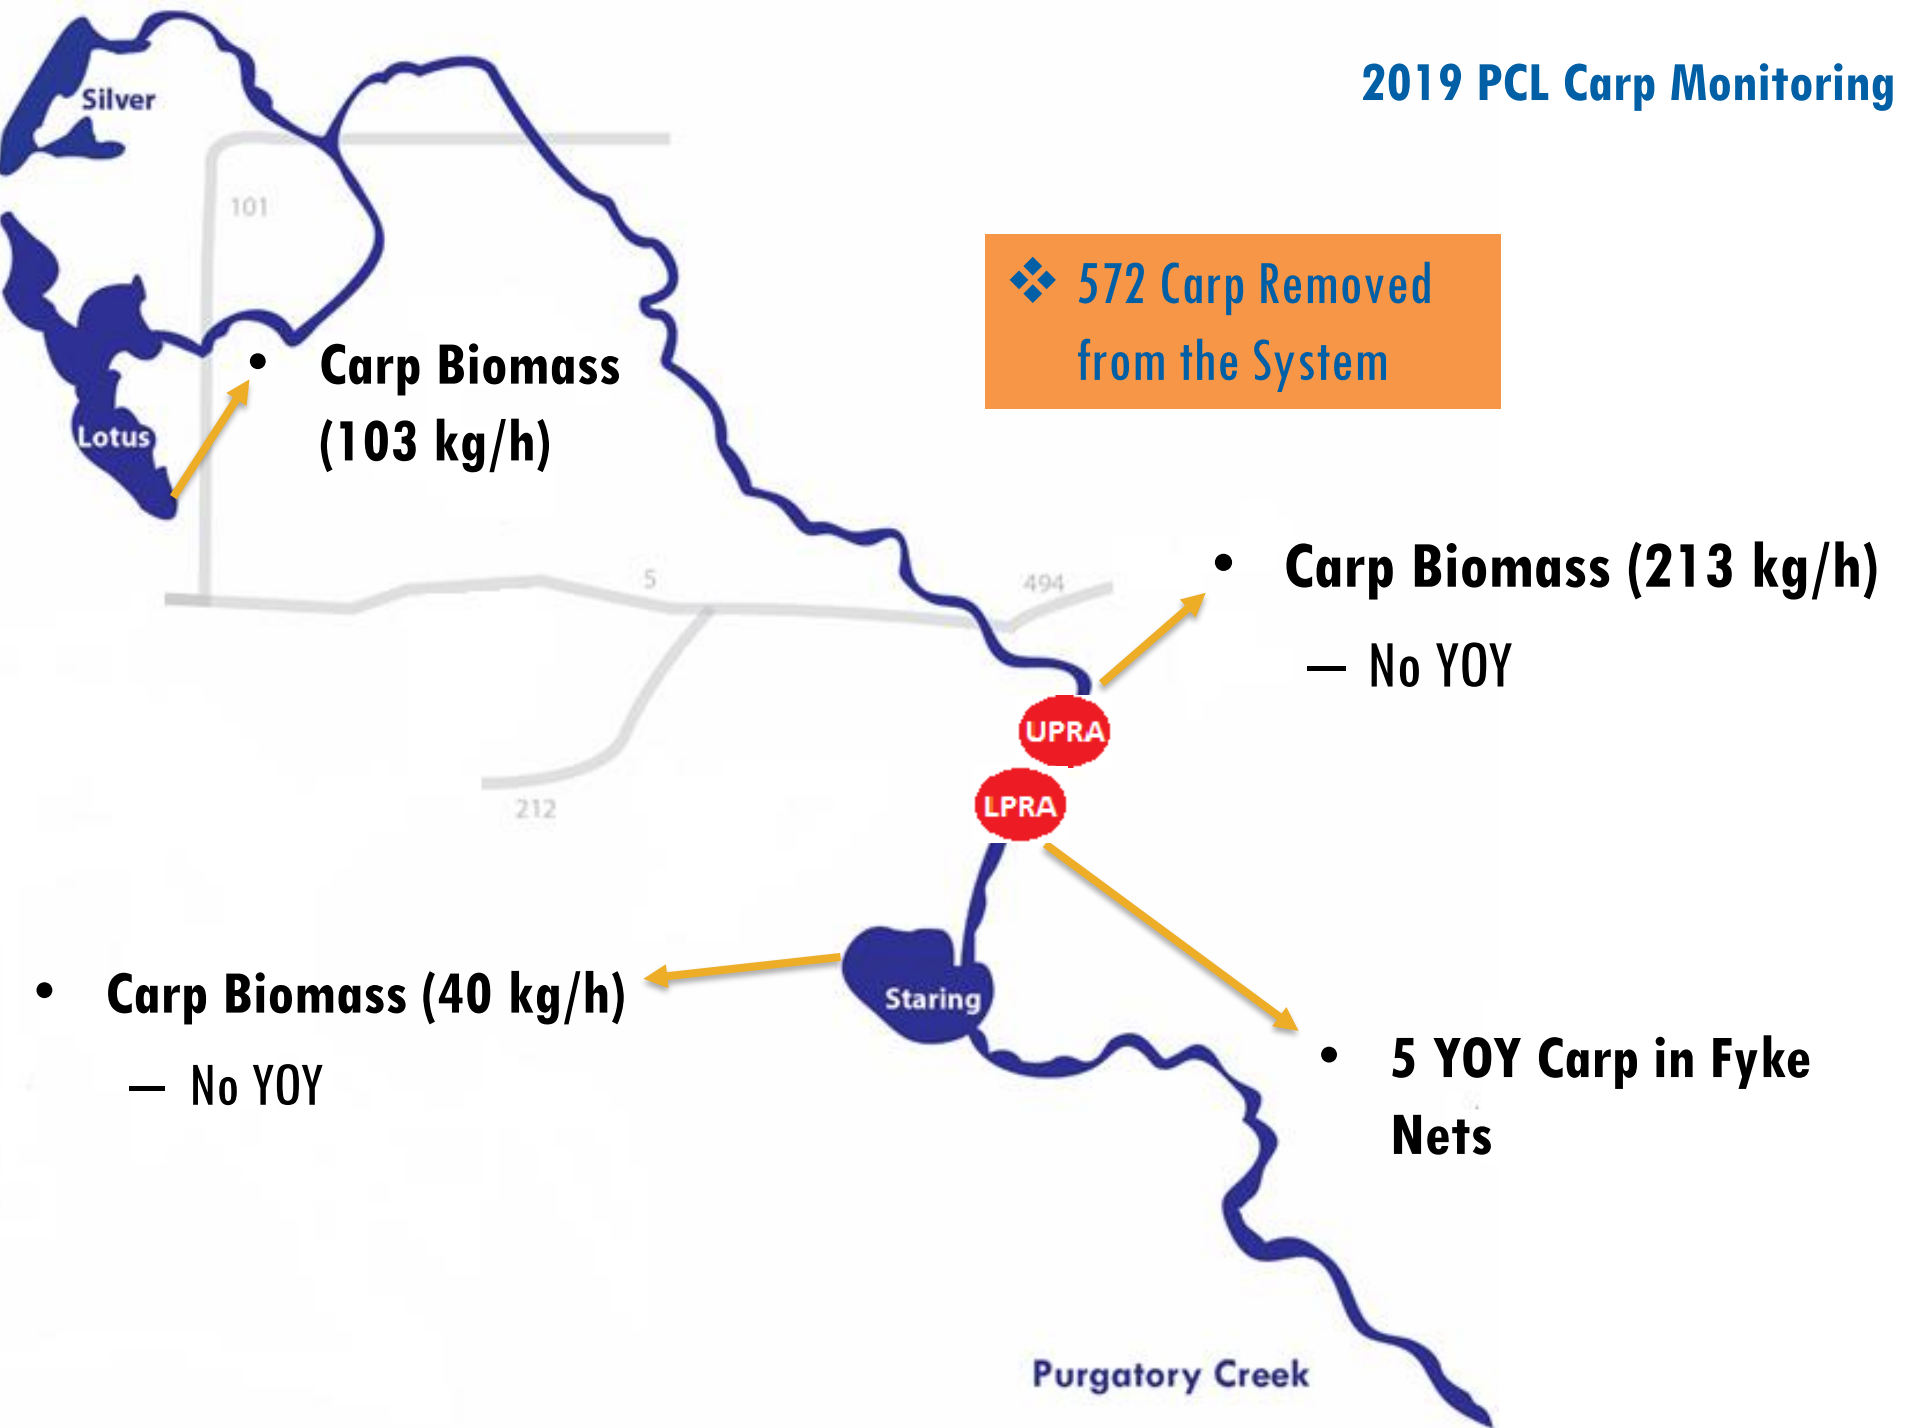 2019 PCL Carp Monitoring
Silver
101
❖ 572 Carp Removed
from the System
• Carp Biomass
(103 kg/h)
Lotus
5
494
• Carp Biomass (213 kg/h)
– No YOY
UPRA
LPRA
212
• Carp Biomass (40 kg/h)
– No YOY
Staring
• 5 YOY Carp in Fyke
Nets
Purgatory Creek